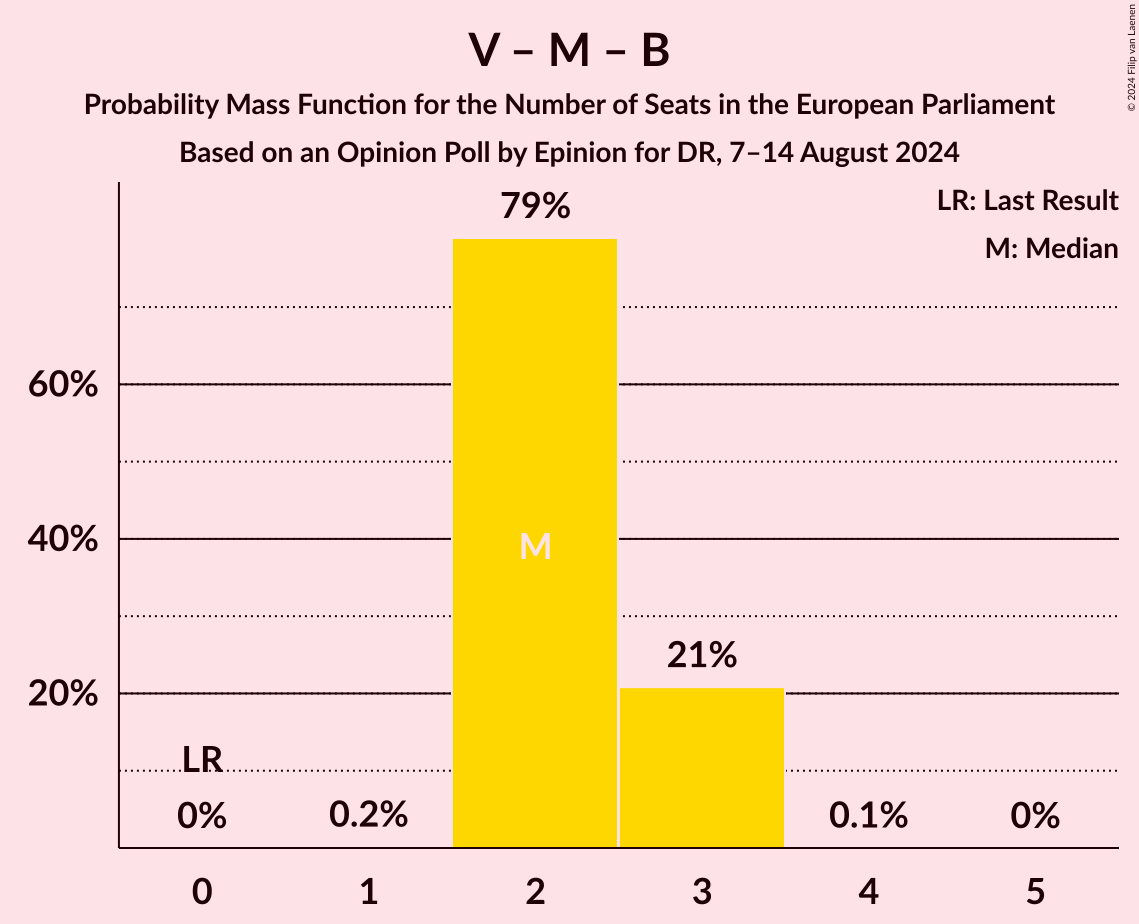 V – M – B
Probability Mass Function for the Number of Seats in the European Parliament
Based on an Opinion Poll by Epinion for DR, 7–14 August 2024
© 2024 Filip van Laenen
LR: Last Result
M: Median
79%
60%
40%
20%
M
21%
LR
0%
0.2%
0.1%
0%
0 1 2 3 4 5